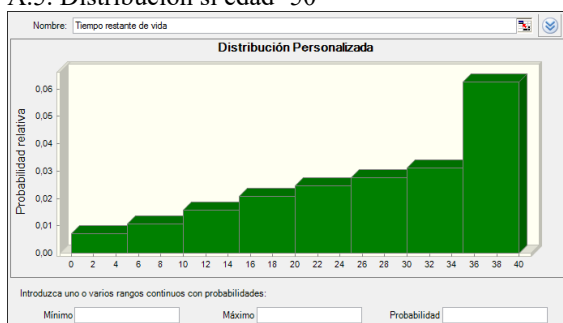 A.5. Distribución si edad 50
Nombre: Tiempo restante de vida
Distribución Personalizada
Probabilidad relativa
0,06
0,05
0,04
0,03
0,02
0,01
0,00
0 2 4 6 8 10 12 14 16 18 20 22 24 26 28 30 32 34 36 38 40
Introduzca uno o varios rangos continuos con probabilidades:
Mínimo Máximo Probabilidad